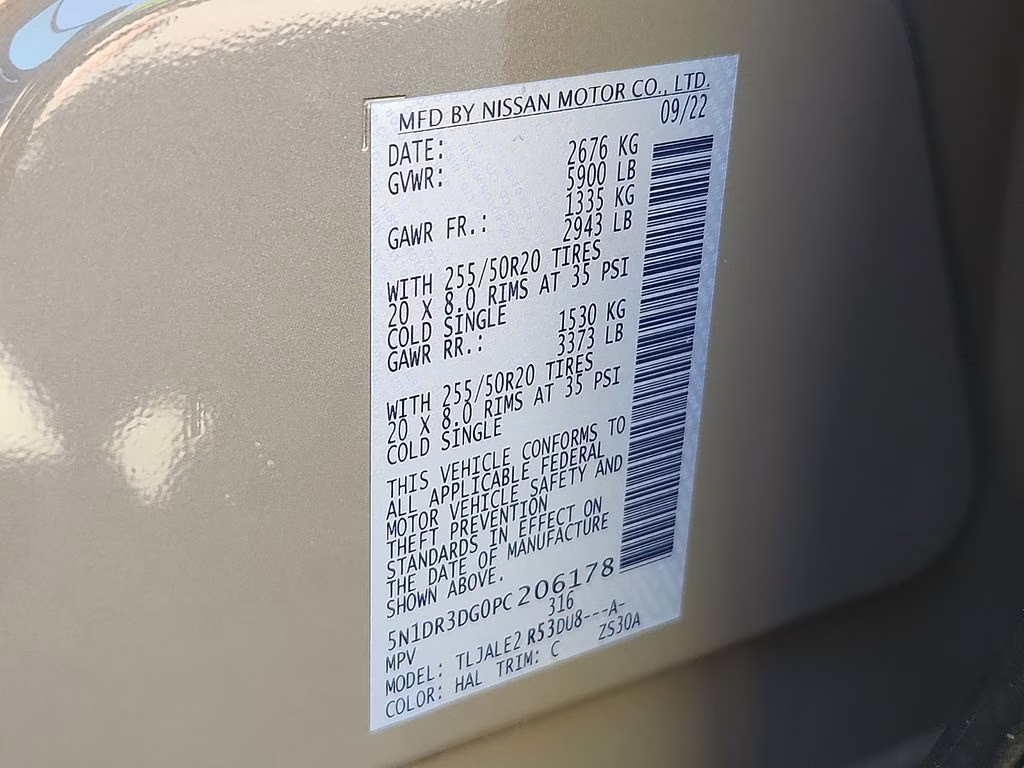 MFD BY NISSAN MOTOR CO., LTD.
DATE: 09/22
GVWR: 2676 KG
5900 LB
GAWR FR.: 1335 KG
2943 LB
WITH 255/50R20 TIRES
20 X 8.0 RIMS AT 35 PSI
COLD SINGLE
GAWR RR.: 1530 KG
3373 LB
WITH 255/50R20 TIRES
20 X 8.0 RIMS AT 35 PSI
COLD SINGLE
THIS VEHICLE CONFORMS TO
ALL APPLICABLE FEDERAL
MOTOR VEHICLE SAFETY AND
THEFT PREVENTION
STANDARDS IN EFFECT ON
THE DATE OF MANUFACTURE
SHOWN ABOVE.
5N1DR3DG0PC206178
MPV 316
MODEL: TLJALE2 R53DU8---A-
COLOR: HAL TRIM: C ZS30A